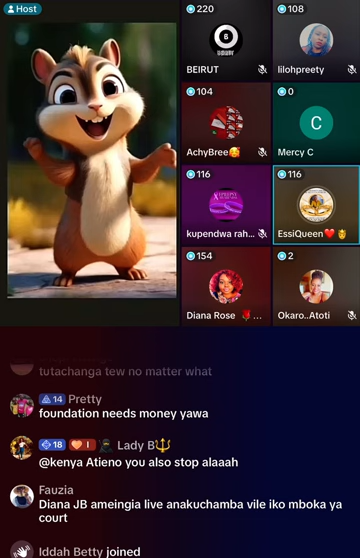 Host
220
BEIRUT
108
lilohpreety
104
AchyBree🥰
0
C
Mercy C
116
kupendwa rah...
116
EssiQueen❤️👸
154
Diana Rose 🌹...
2
Okaro..Atoti
tutachanga tew no matter what
14 Pretty
foundation needs money yawa
18 I Lady B🔱
@kenya Atieno you also stop alaaah
Fauzia
Diana JB ameingia live anakuchamba vile iko mboka ya
court
Iddah Betty joined